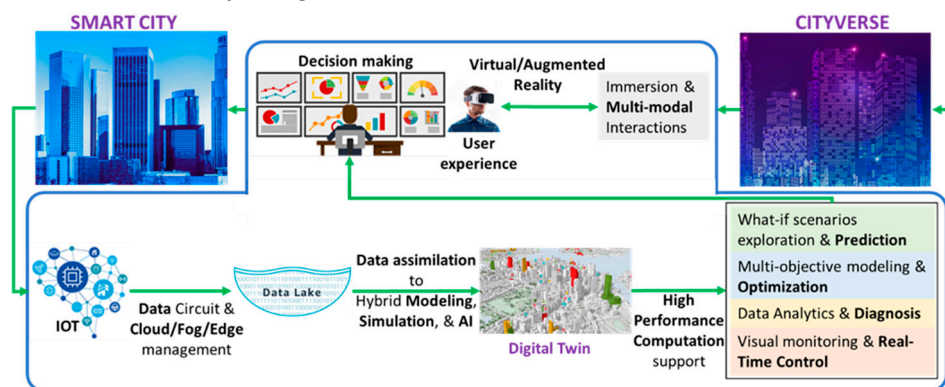 SMART CITY
CITYVERSE
Decision making
Virtual/Augmented
Reality
User
experience
Immersion &
Multi-modal
Interactions
IOT
Data Circuit &
Cloud/Fog/Edge
management
Data Lake
Data assimilation
to
Hybrid Modeling,
Simulation, & AI
Digital Twin
High
Performance
Computation
support
What-if scenarios
exploration & Prediction
Multi-objective modeling &
Optimization
Data Analytics & Diagnosis
Visual monitoring & Real-
Time Control